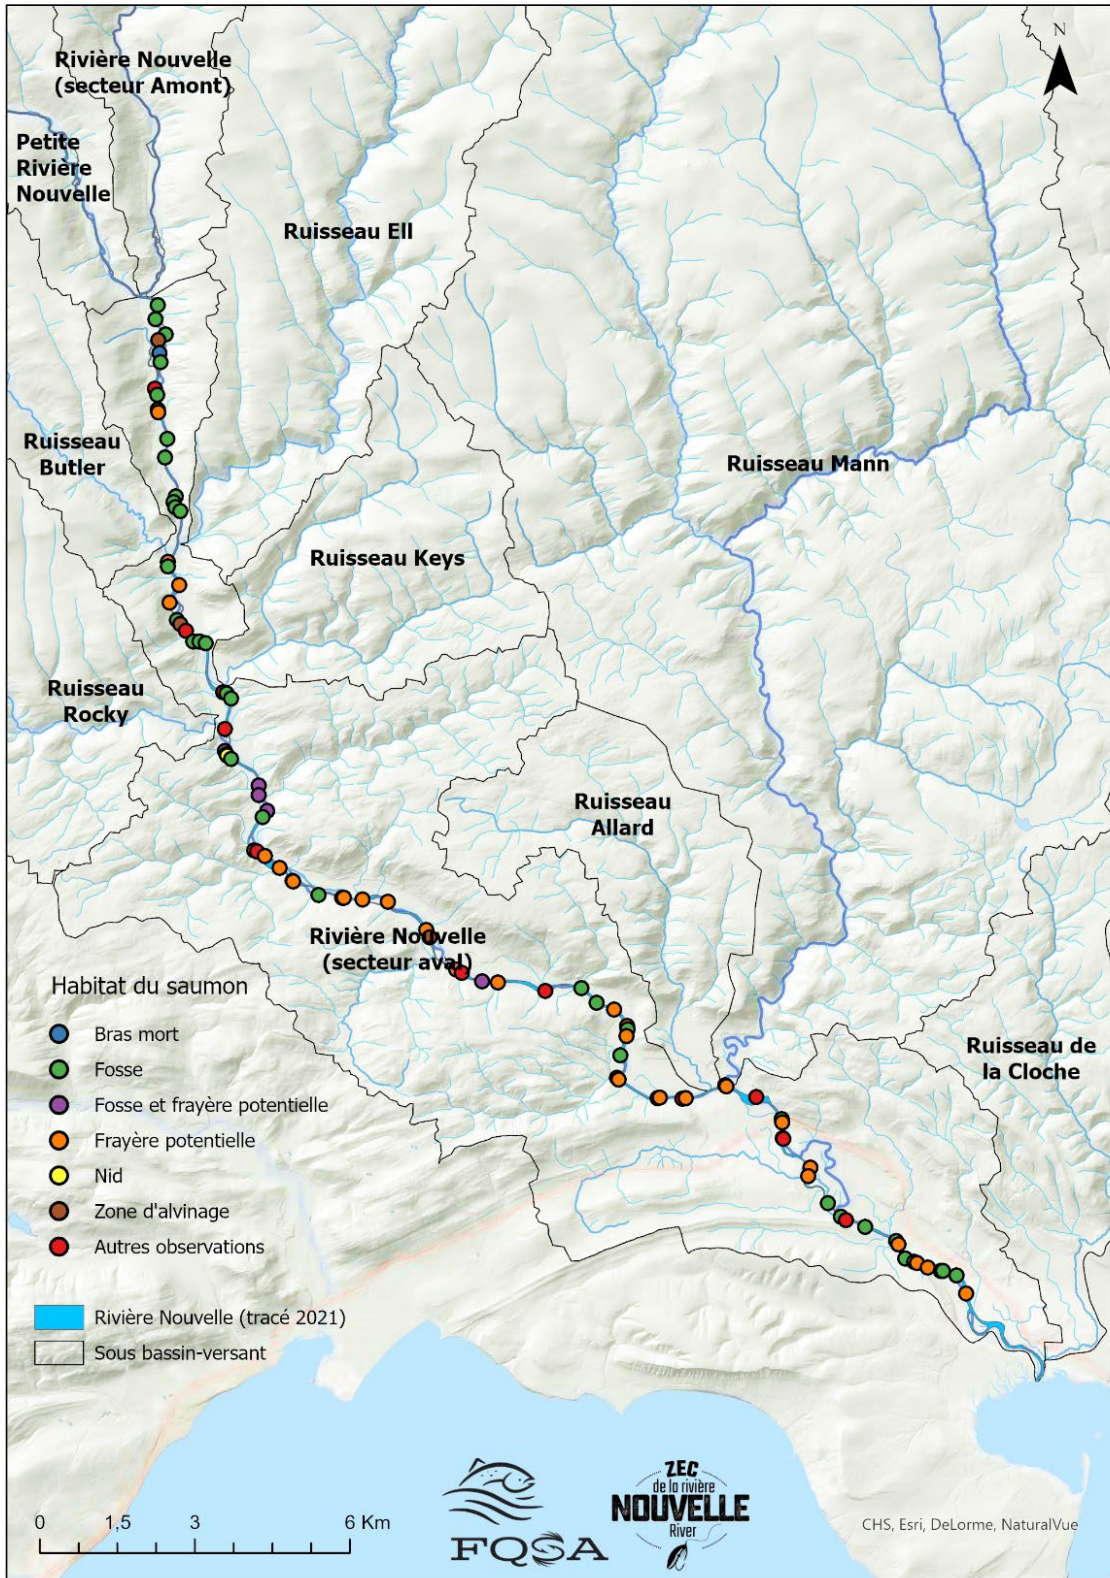 N
Rivière Nouvelle
(secteur Amont)
Petite
Rivière
Nouvelle
Ruisseau Ell
Ruisseau
Butler
Ruisseau Mann
Ruisseau Keys
Ruisseau
Rocky
Ruisseau
Allard
Rivière Nouvelle
(secteur aval)
Ruisseau de
la Cloche
Habitat du saumon
Bras mort
Fosse
Fosse et frayère potentielle
Frayère potentielle
Nid
Zone d'alvinage
Autres observations
Rivière Nouvelle (tracé 2021)
Sous bassin-versant
0 1,5 3 6 Km
FQSA
ZEC
de la rivière
NOUVELLE
River
CHS, Esri, DeLorme, NaturalVue